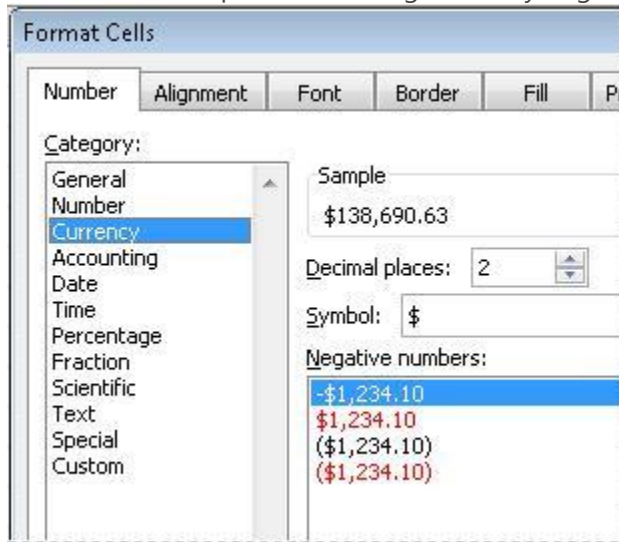 Format Cells
Number Alignment Font Border Fill
Category:
General
Number
Currency
Accounting
Date
Time
Percentage
Fraction
Scientific
Text
Special
Custom
Sample
$138,690.63
Decimal places: 2
Symbol: $
Negative numbers:
-$1,234.10
$1,234.10
($1,234.10)
($1,234.10)